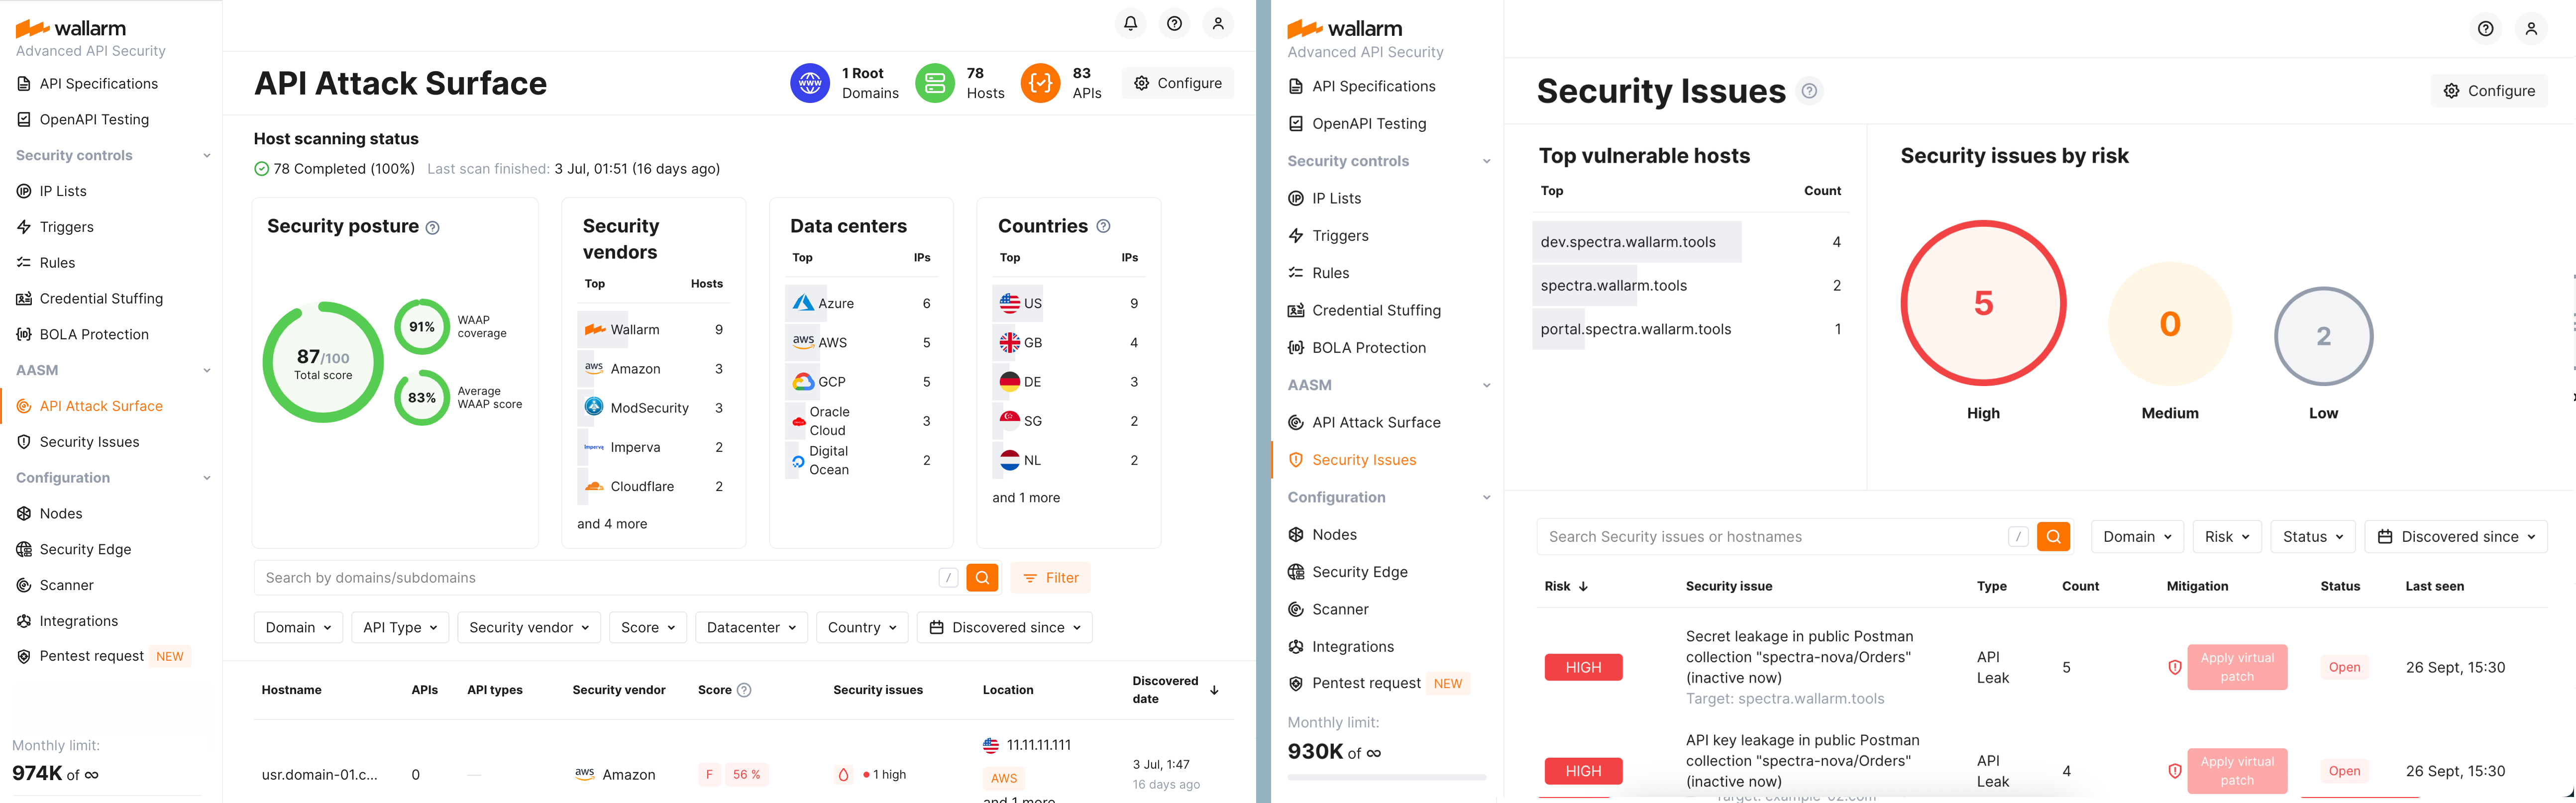 wallarm
Advanced API Security
API Specifications
OpenAPI Testing
Security controls
IP Lists
Triggers
Rules
Credential Stuffing
BOLA Protection
AASM
API Attack Surface
Security Issues
Configuration
Nodes
Security Edge
Scanner
Integrations
Pentest request NEW
Monthly limit:
974K of ∞
API Attack Surface
www
1 Root
Domains
78
Hosts
83
APIs
Configure
Host scanning status
78 Completed (100%) Last scan finished: 3 Jul, 01:51 (16 days ago)
Security posture
87/100
Total score
91%
WAAP
coverage
83%
Average
WAAP score
Security
vendors
Top Hosts
Wallarm 9
aws Amazon 3
ModSecurity 3
Imperva Imperva 2
Cloudflare 2
and 4 more
Data centers
Top IPs
Azure 6
aws AWS 5
GCP 5
Oracle
Cloud 3
Digital
Ocean 2
Countries
Top IPs
US 9
GB 4
DE 3
SG 2
NL 2
and 1 more
Search by domains/subdomains /
Filter
Domain API Type Security vendor Score Datacenter Country Discovered since
Hostname APIs API types Security vendor Score Security issues Location Discovered
date
usr.domain-01.c... 0 — aws Amazon F 56 % 1 high
11.11.11.111
AWS
and 1 more
3 Jul, 1:47
16 days ago
wallarm
Advanced API Security
API Specifications
OpenAPI Testing
Security controls
IP Lists
Triggers
Rules
Credential Stuffing
BOLA Protection
AASM
API Attack Surface
Security Issues
Configuration
Nodes
Security Edge
Scanner
Integrations
Pentest request NEW
Monthly limit:
930K of ∞
Security Issues
Configure
Top vulnerable hosts
Top Count
dev.spectra.wallarm.tools 4
spectra.wallarm.tools 2
portal.spectra.wallarm.tools 1
Security issues by risk
5
High
0
Medium
2
Low
Search Security issues or hostnames /
Domain Risk Status Discovered since
Risk Security issue Type Count Mitigation Status Last seen
HIGH
Secret leakage in public Postman
collection "spectra-nova/Orders"
(inactive now)
Target: spectra.wallarm.tools
API
Leak
5
Apply virtual
patch
Open
26 Sept, 15:30
HIGH
API key leakage in public Postman
collection "spectra-nova/Orders"
(inactive now)
Target: example-02.com
API
Leak
4
Apply virtual
patch
Open
26 Sept, 15:30